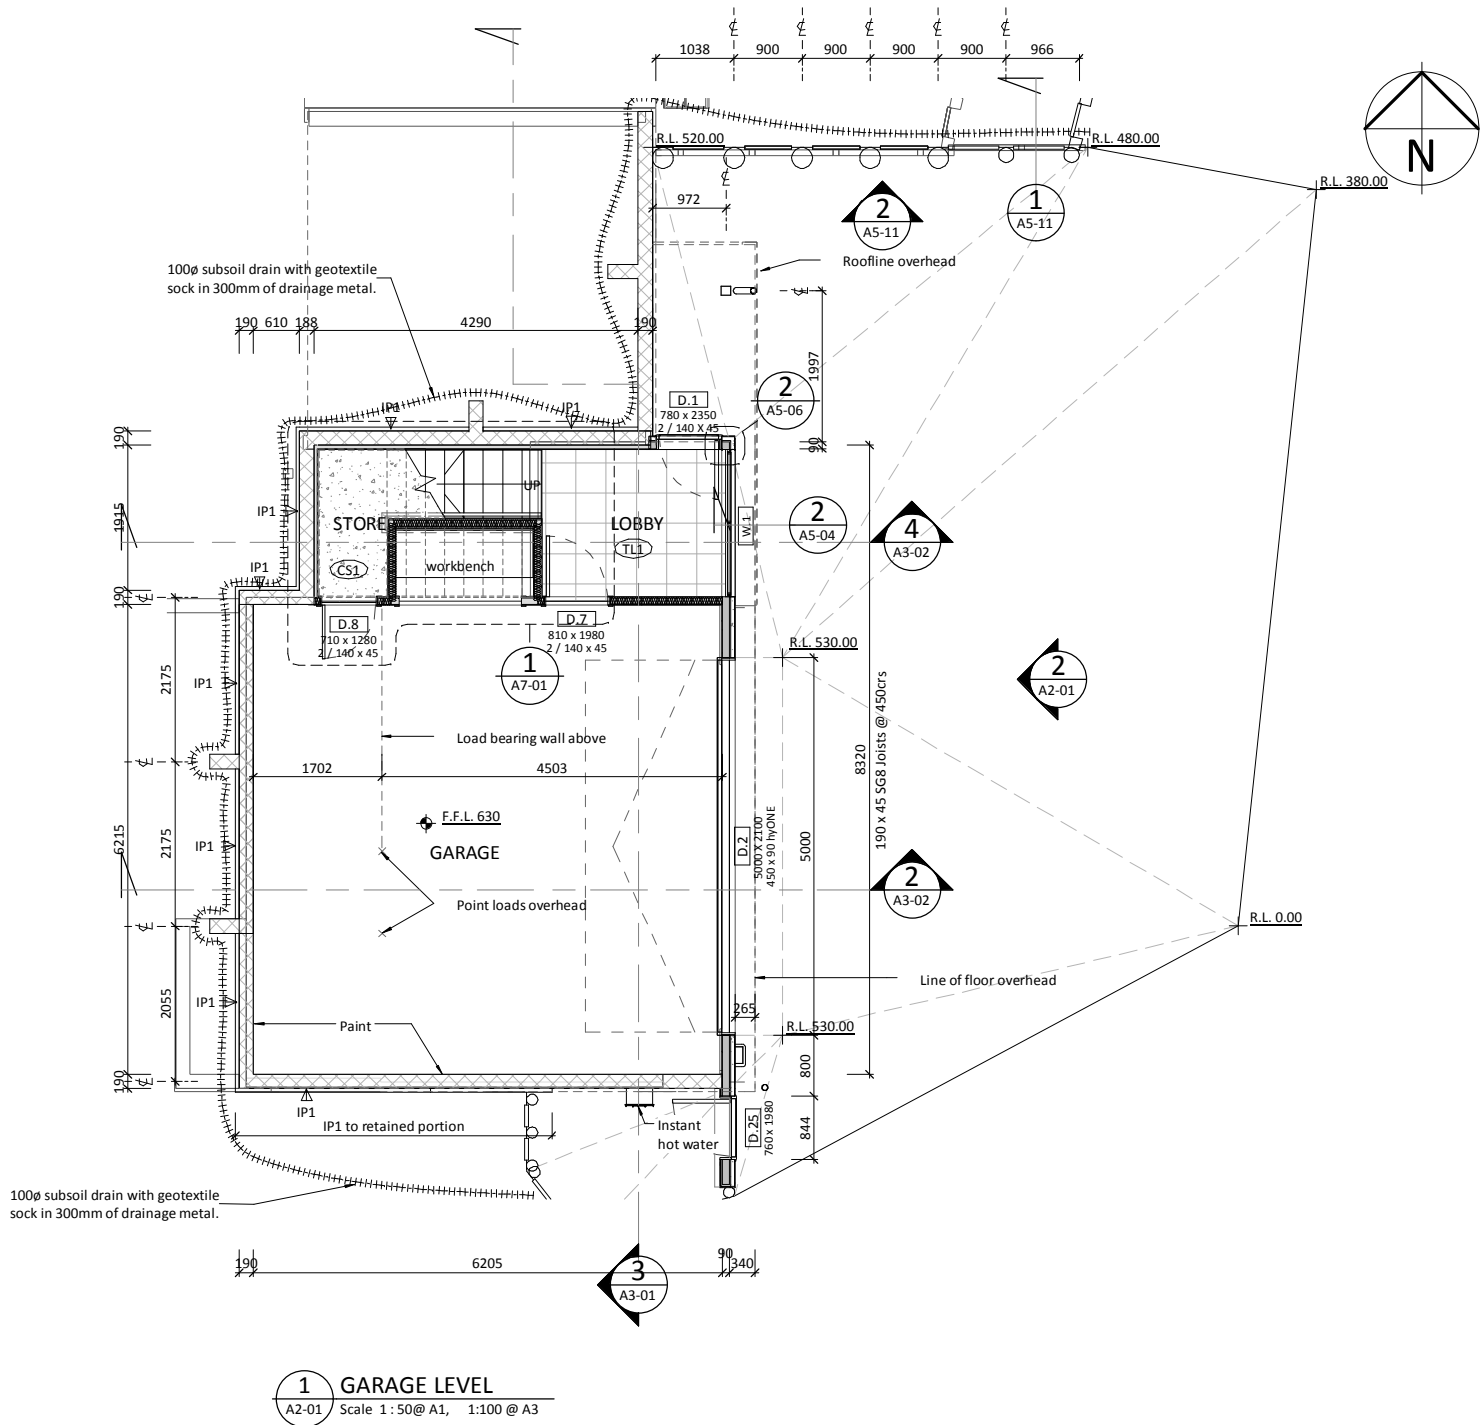 1038
900
900
900
900
966
N
R.L. 520.00
R.L. 480.00
R.L. 380.00
972
2
A5-11
1
A5-11
Roofline overhead
100ø subsoil drain with geotextile
sock in 300mm of drainage metal.
190
610
188
4290
190
1997
D.1
780 x 2350
2 / 140 X 45
2
A5-06
IP1
IP1
190
90
1915
IP1
UP
STORE
LOBBY
TL1
W.1
2
A5-04
4
A3-02
CS1
workbench
IP1
190
D.8
710 x 1280
2 / 140 x 45
D.7
810 x 1980
2 / 140 x 45
1
A7-01
R.L. 530.00
2
A2-01
2175
IP1
Load bearing wall above
8320
190 x 45 SG8 Joists @ 450crs
1702
4503
F.F.L. 630
GARAGE
D.2
5000 X 2100
450 x 90 hyONE
5000
6215
2175
IP1
2
A3-02
Point loads overhead
R.L. 0.00
2055
IP1
Line of floor overhead
265
Paint
R.L. 530.00
190
800
IP1
IP1 to retained portion
Instant
hot water
D.25
760 x 1980
844
100ø subsoil drain with geotextile
sock in 300mm of drainage metal.
190
6205
90
340
3
A3-01
1
A2-01
GARAGE LEVEL
Scale 1 : 50@ A1, 1:100 @ A3